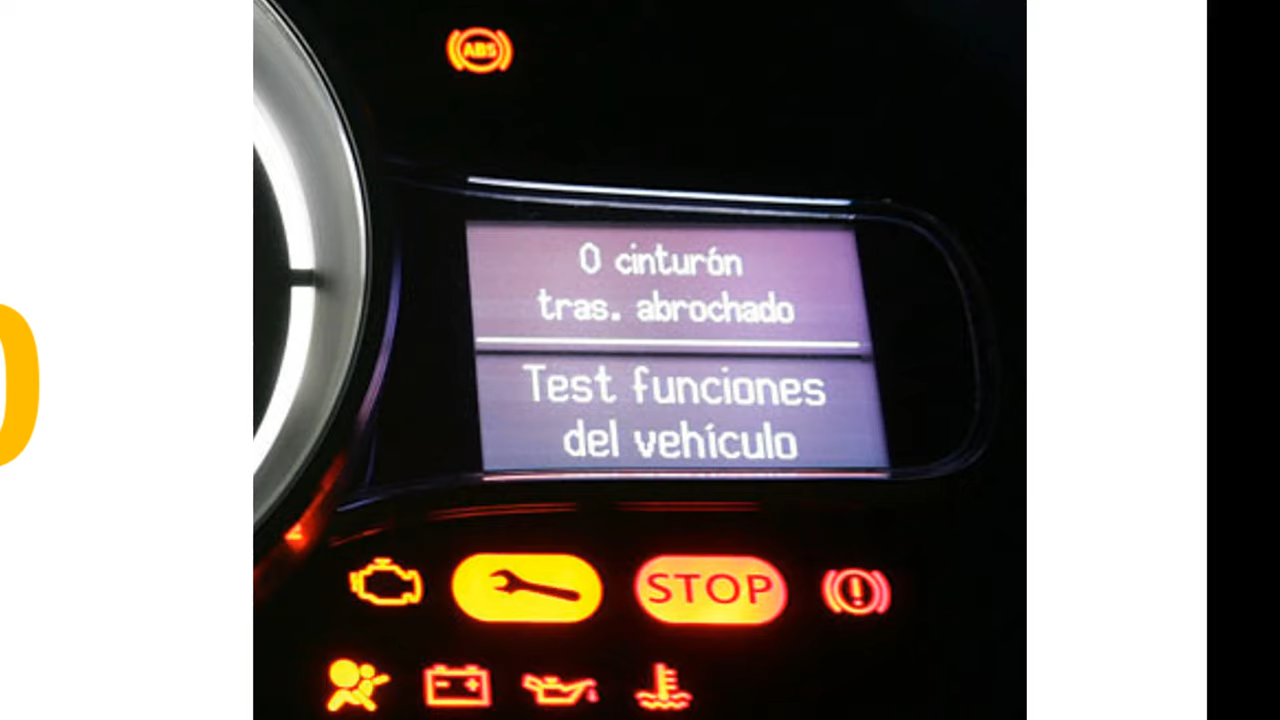 ABS
0 cinturón
tras. abrochado
Test funciones
del vehículo
STOP